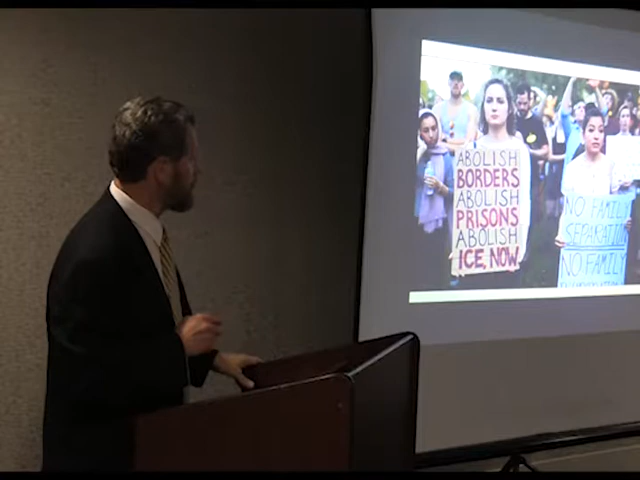 ABOLISH
BORDERS
ABOLISH
PRISONS
ABOLISH
ICE, NOW
NO FAMILY
SEPARATION
NO FAMILY